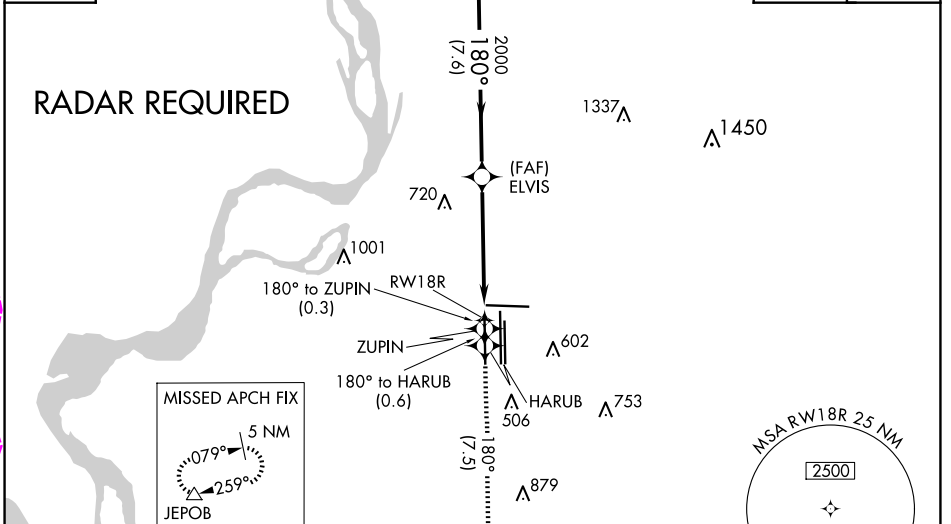 2000
180°
(7.6)
RADAR REQUIRED
1337
1450
(FAF)
ELVIS
720
1001
180° to ZUPIN
(0.3)
RW18R
ZUPIN
602
180° to HARUB
(0.6)
HARUB
506
753
MISSED APCH FIX
5 NM
079°
259°
JEPOB
180°
(7.5)
879
MSA RW18R 25 NM
2500